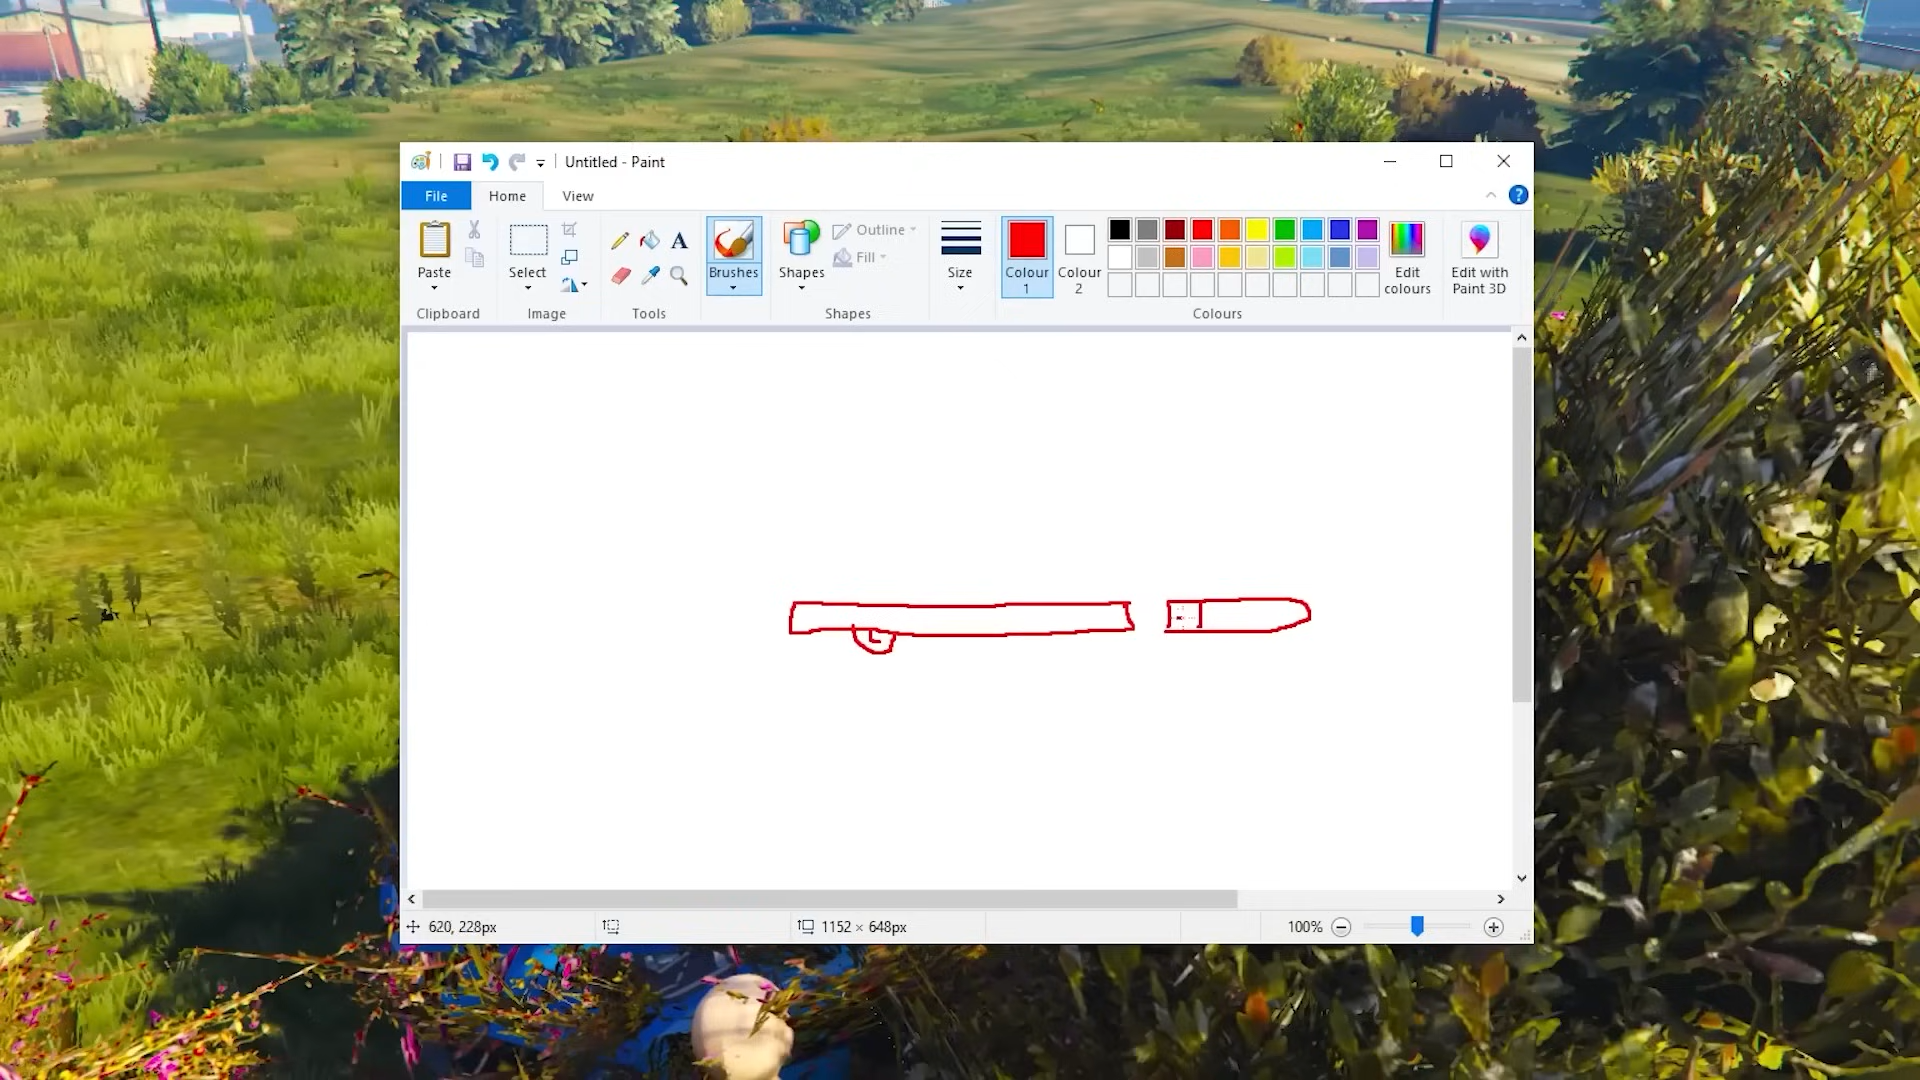 Untitled - Paint
File Home View
Outline
Fill
Paste Select Brushes Shapes Size Colour 1 Colour 2 Edit colours Edit with Paint 3D
Clipboard Image Tools Shapes Colours
620, 228px 1152 × 648px 100%